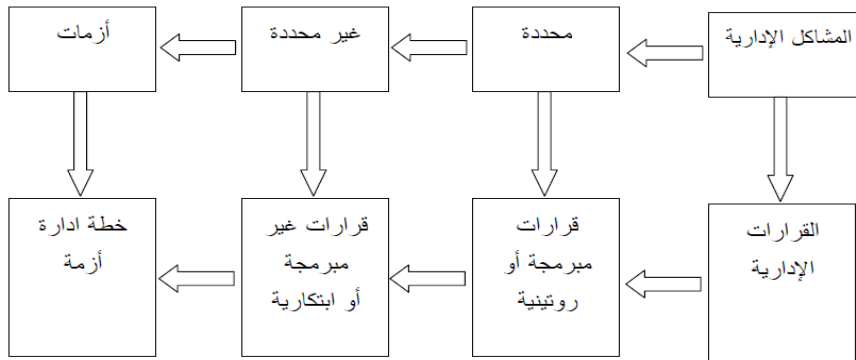 المشاكل الإدارية
محددة
غير محددة
أزمات
القرارات
الإدارية
قرارات
مبرمجة أو
روتينية
قرارات غير
مبرمجة
أو ابتكارية
خطة ادارة
أزمة